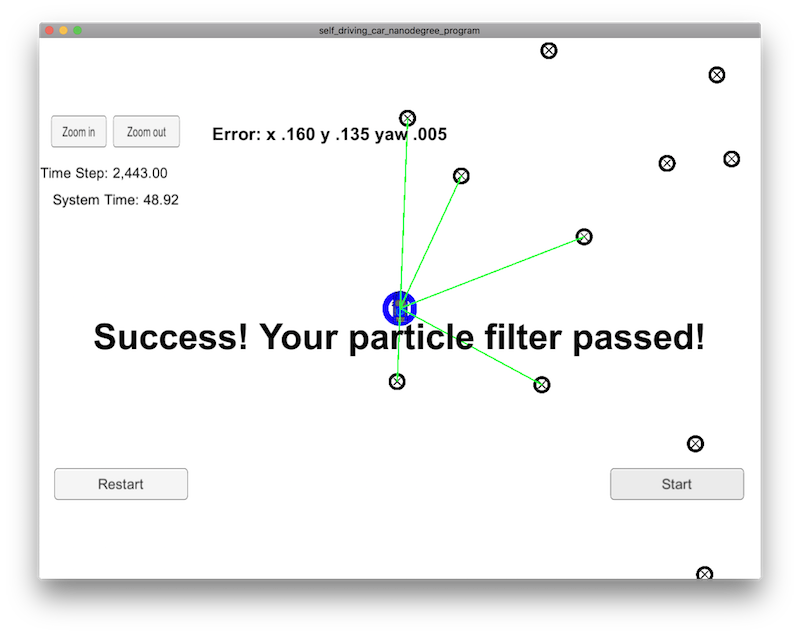 self_driving_car_nanodegree_program
Zoom in
Zoom out
Error: x .160 y .135 yaw .005
Time Step: 2,443.00
System Time: 48.92
Success! Your particle filter passed!
Restart
Start